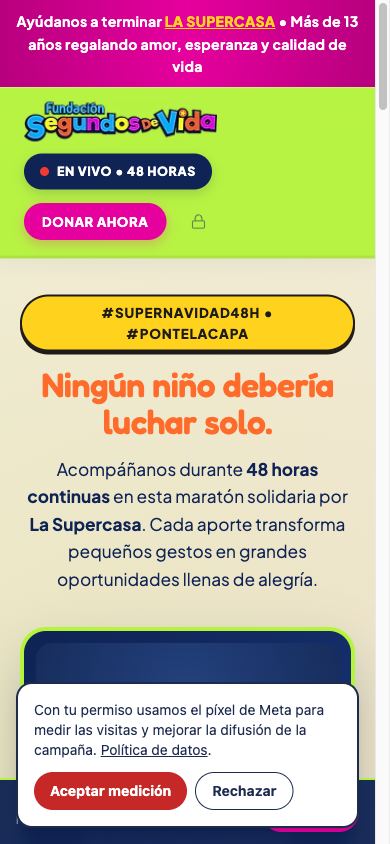 Ayúdanos a terminar LA SUPERCASA • Más de 13
años regalando amor, esperanza y calidad de
vida
Fundación
Segundos De Vida
EN VIVO • 48 HORAS
DONAR AHORA
#SUPERNAVIDAD48H •
#PONTELACAPA
Ningún niño debería
luchar solo.
Acompáñanos durante 48 horas
continuas en esta maratón solidaria por
La Supercasa. Cada aporte transforma
pequeños gestos en grandes
oportunidades llenas de alegría.
Con tu permiso usamos el píxel de Meta para
medir las visitas y mejorar la difusión de la
campaña. Política de datos.
Aceptar medición
Rechazar